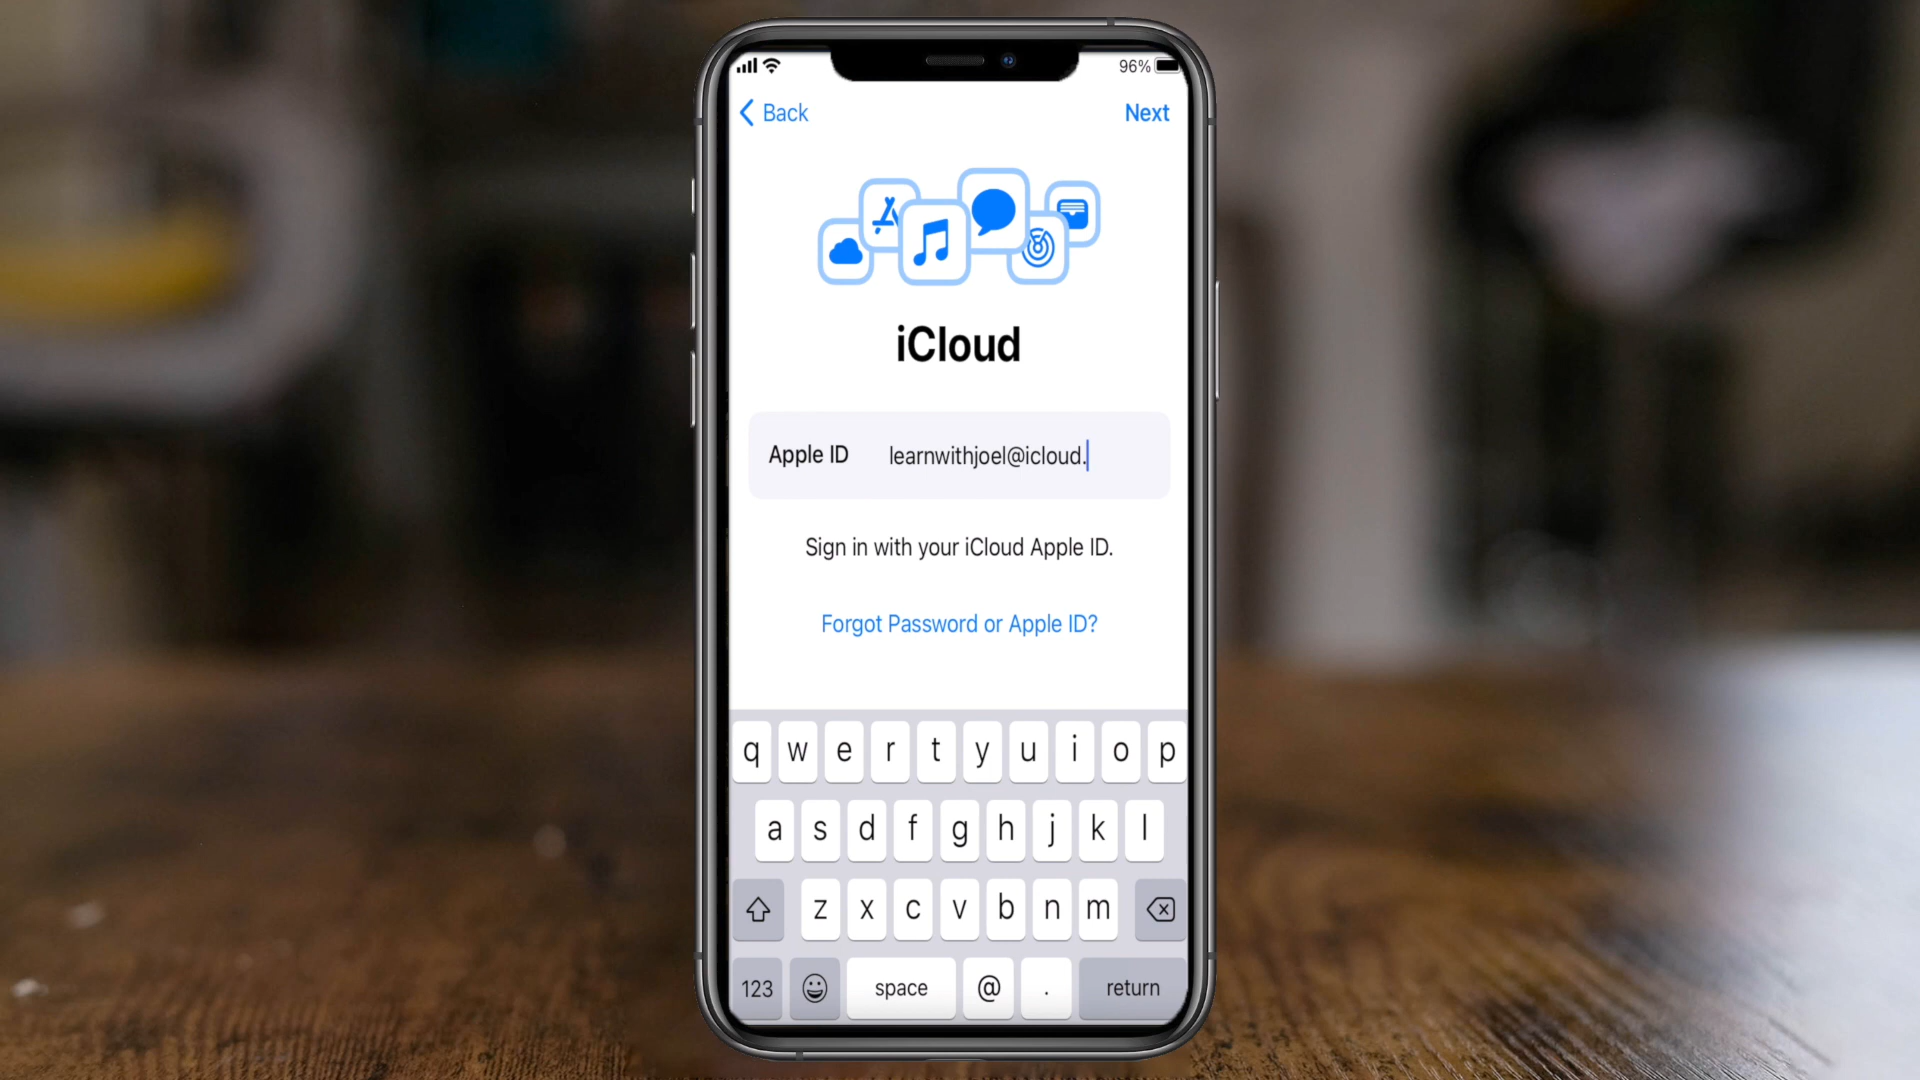 96%
Back Next
iCloud
Apple ID learnwithjoel@icloud.
Sign in with your iCloud Apple ID.
Forgot Password or Apple ID?
q w e r t y u i o p
a s d f g h j k l
z x c v b n m
123 space @ . return